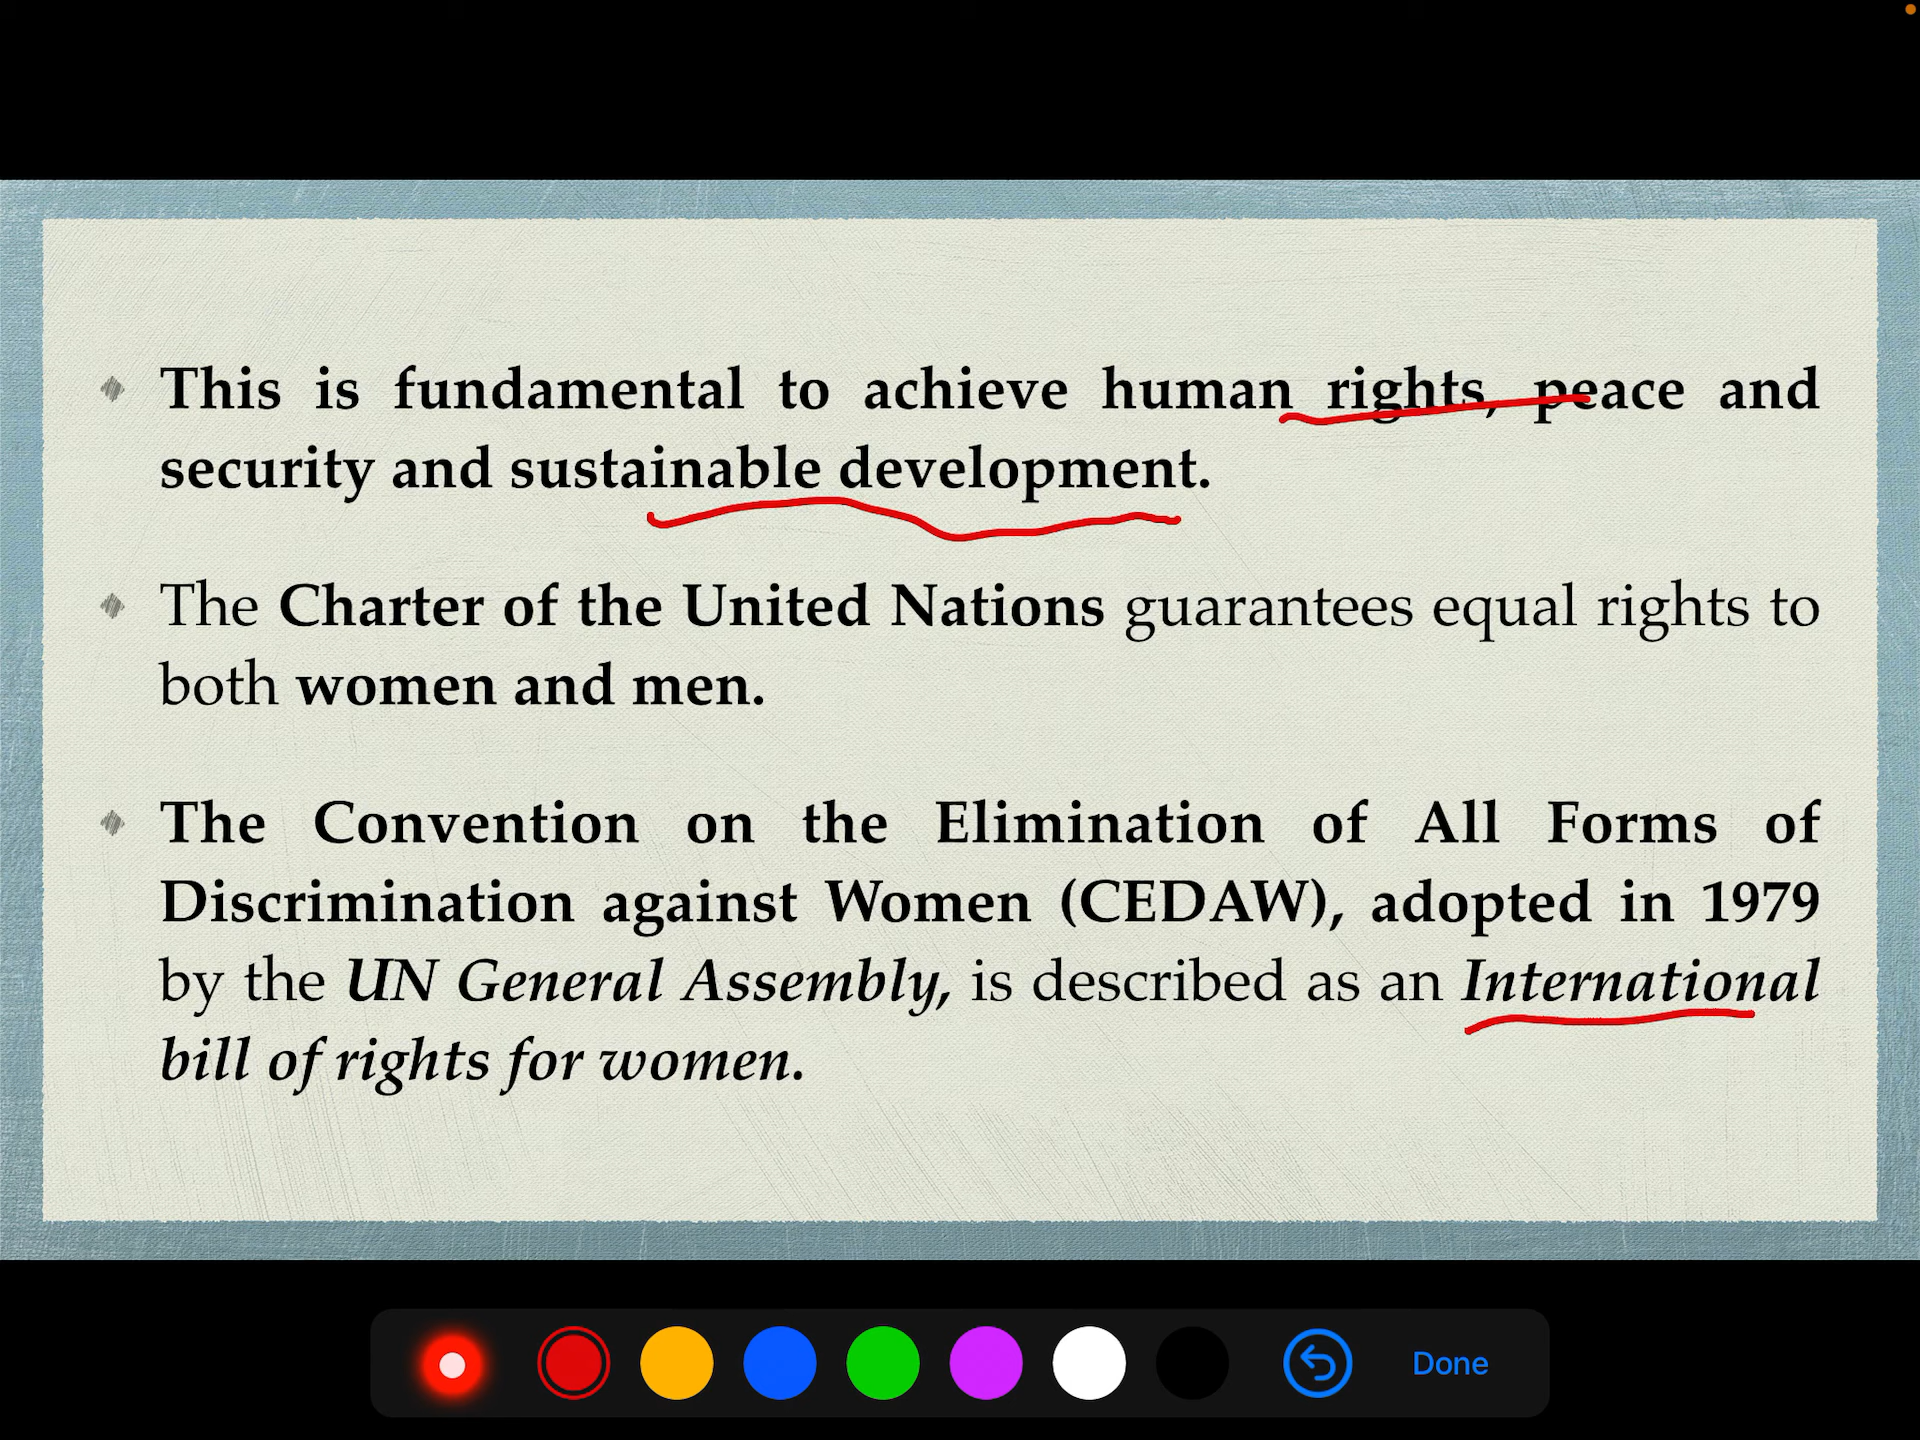 This is fundamental to achieve human rights, peace and
security and sustainable development.
The Charter of the United Nations guarantees equal rights to
both women and men.
The Convention on the Elimination of All Forms of
Discrimination against Women (CEDAW), adopted in 1979
by the UN General Assembly, is described as an International
bill of rights for women.
Done